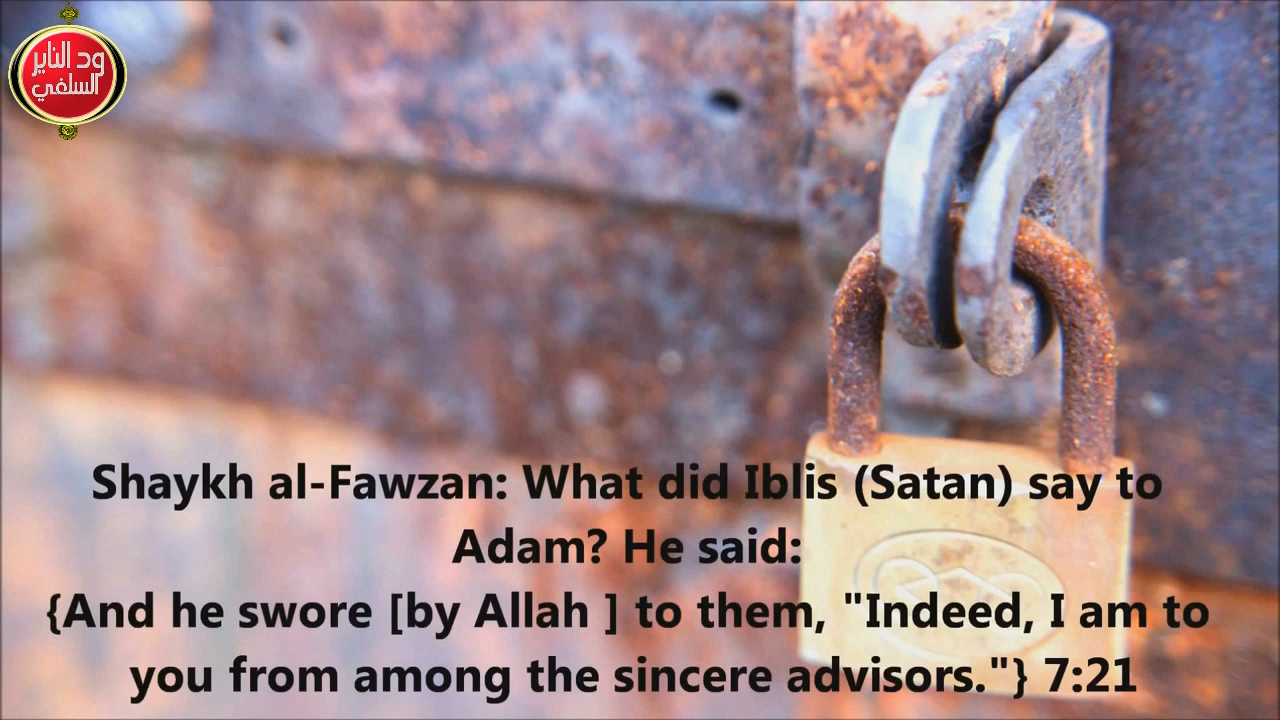 ود الناير
السلفي
Shaykh al-Fawzan: What did Iblis (Satan) say to
Adam? He said:
{And he swore [by Allah ] to them, "Indeed, I am to
you from among the sincere advisors."} 7:21